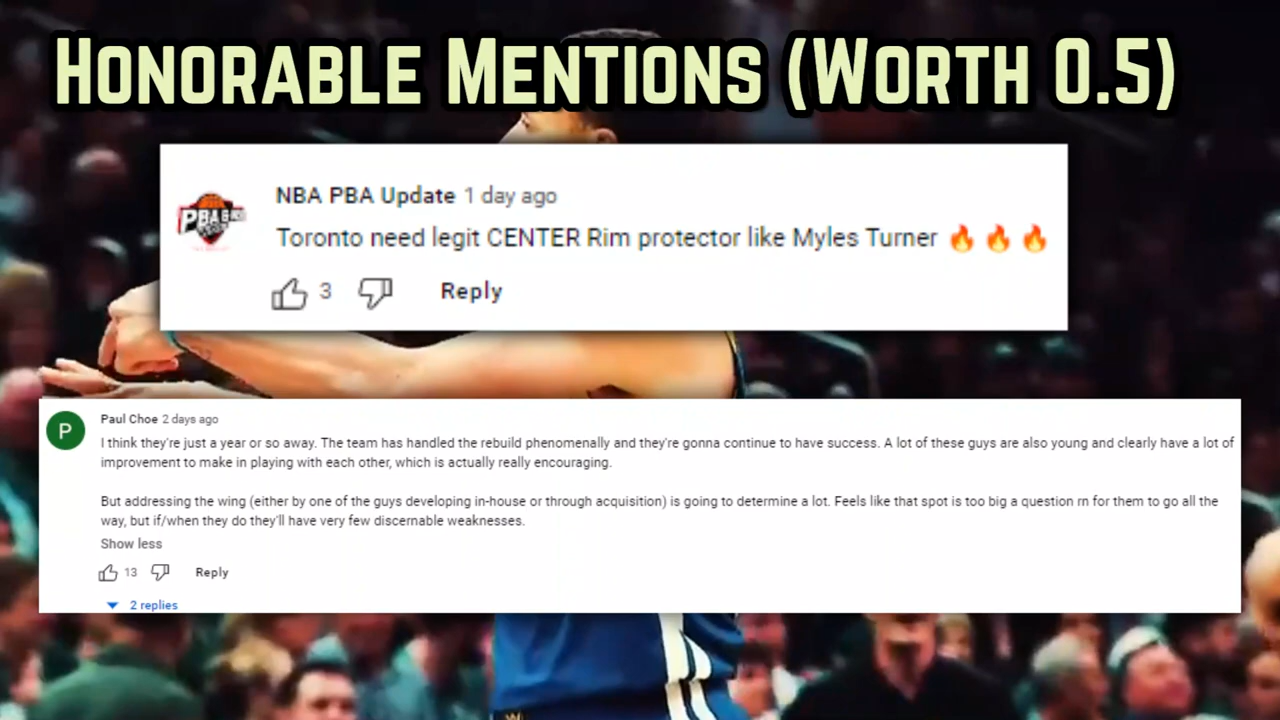 HONORABLE MENTIONS (WORTH 0.5)
NBA PBA Update 1 day ago
PBA
Toronto need legit CENTER Rim protector like Myles Turner 🔥 🔥 🔥
3 Reply
P
Paul Choe 2 days ago
I think they're just a year or so away. The team has handled the rebuild phenomenally and they're gonna continue to have success. A lot of these guys are also young and clearly have a lot of
improvement to make in playing with each other, which is actually really encouraging.
But addressing the wing (either by one of the guys developing in-house or through acquisition) is going to determine a lot. Feels like that spot is too big a question rn for them to go all the
way, but if/when they do they'll have very few discernable weaknesses.
Show less
13 Reply
2 replies